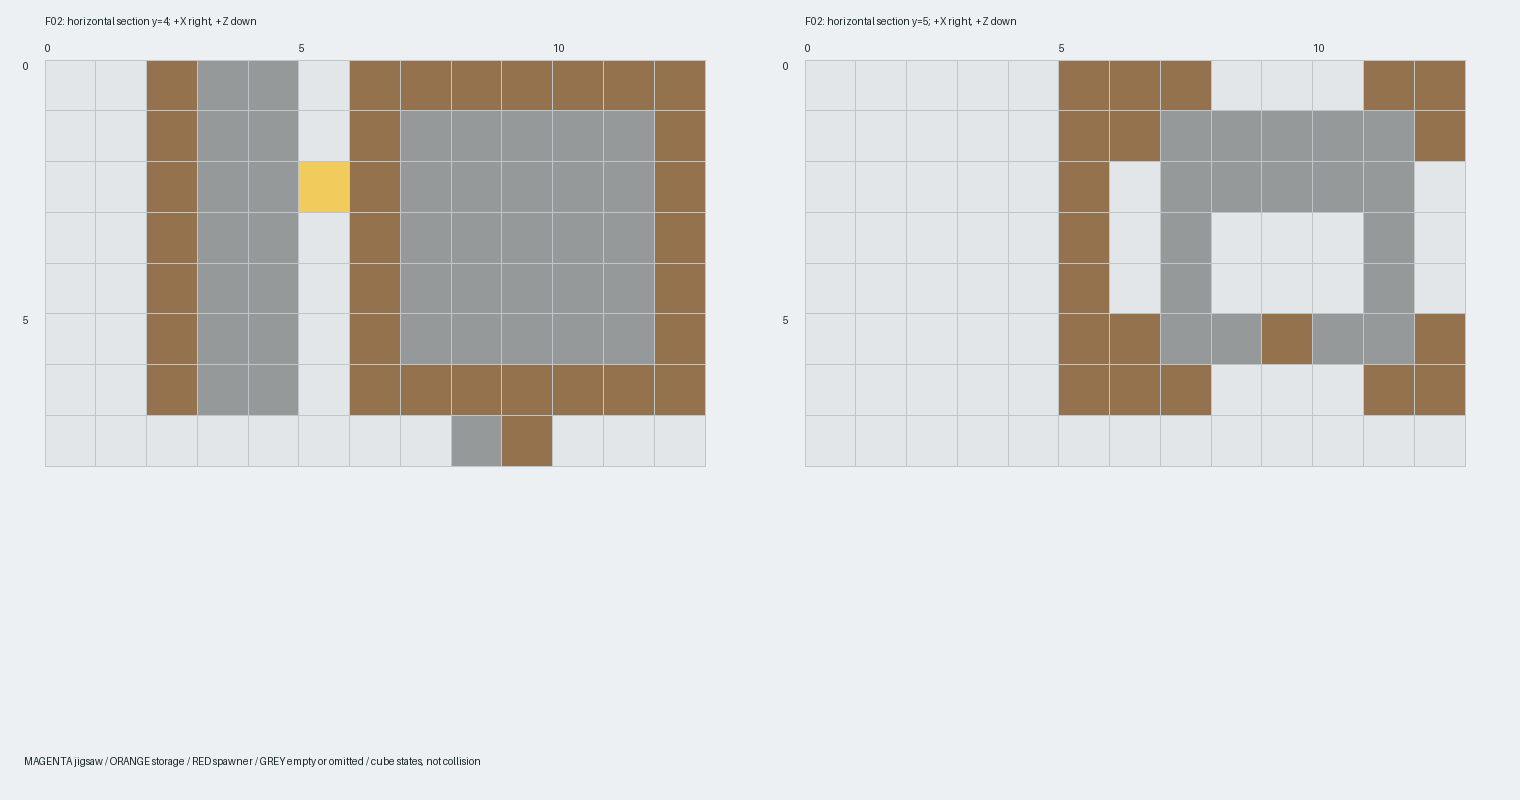 F02: horizontal section y=4; +X right, +Z down
F02: horizontal section y=5; +X right, +Z down
0 5 10
0 5 10
0
0
5
5
MAGENTA jigsaw / ORANGE storage / RED spawner / GREY empty or omitted / cube states, not collision